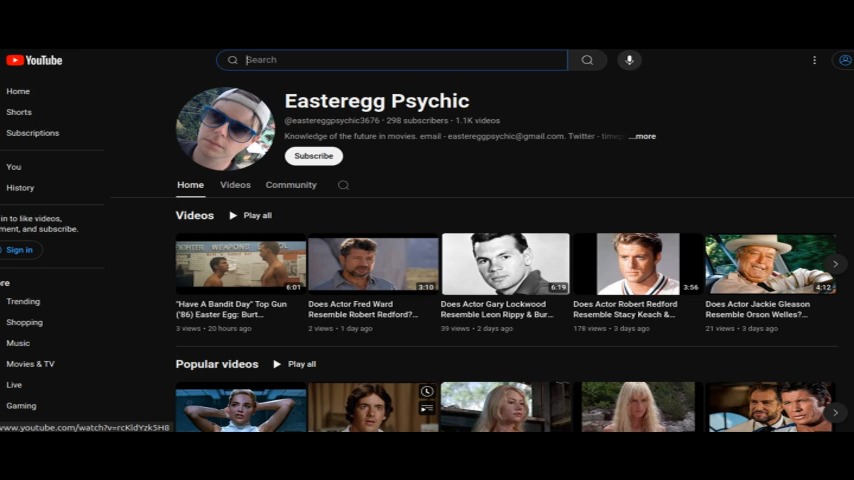 YouTube
Search
Home
Shorts
Subscriptions
You
History
in to like videos,
ment, and subscribe.
Sign in
re
Trending
Shopping
Music
Movies & TV
Live
Gaming
www.youtube.com/watch?v=rcKldYzk5H8
Easteregg Psychic
@eastereggpsychic3676 · 298 subscribers · 1.1K videos
Knowledge of the future in movies. email - eastereggpsychic@gmail.com. Twitter - ...more
Subscribe
Home Videos Community
Videos Play all
6:01 3:10 6:19 3:56 4:12
"Have A Bandit Day" Top Gun
('86) Easter Egg: Burt...
3 views · 20 hours ago
Does Actor Fred Ward
Resemble Robert Redford?...
2 views · 1 day ago
Does Actor Gary Lockwood
Resemble Leon Rippy & Bur...
39 views · 2 days ago
Does Actor Robert Redford
Resemble Stacy Keach &...
178 views · 3 days ago
Does Actor Jackie Gleason
Resemble Orson Welles?...
21 views · 3 days ago
Popular videos Play all